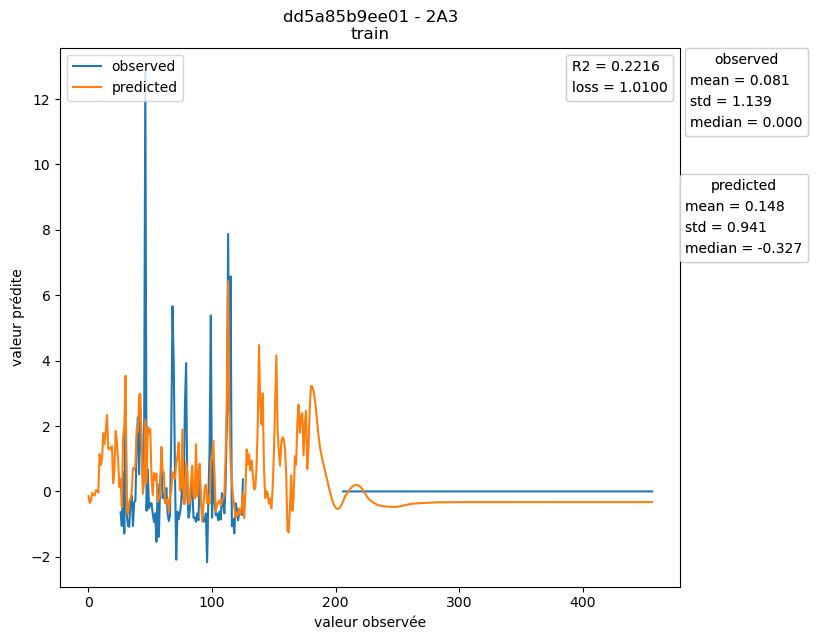 dd5a85b9ee01 - 2A3
train
observed
predicted
R2 = 0.2216
loss = 1.0100
observed
mean = 0.081
std = 1.139
median = 0.000
predicted
mean = 0.148
std = 0.941
median = -0.327
valeur prédite
12
10
8
6
4
2
0
−2
0
100
200
300
400
valeur observée